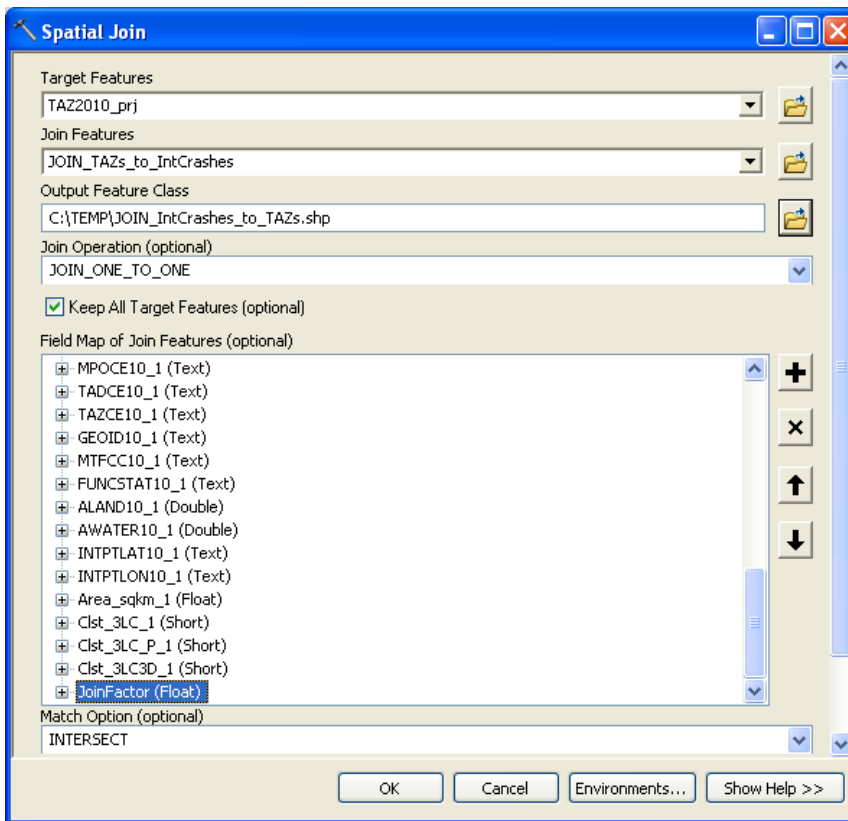 Spatial Join
Target Features
TAZ2010_prj
Join Features
JOIN_TAZs_to_IntCrashes
Output Feature Class
C:\TEMP\JOIN_IntCrashes_to_TAZs.shp
Join Operation (optional)
JOIN_ONE_TO_ONE
Keep All Target Features (optional)
Field Map of Join Features (optional)
MPOCE10_1 (Text)
TADCE10_1 (Text)
TAZCE10_1 (Text)
GEOID10_1 (Text)
MTFCC10_1 (Text)
FUNCSTAT10_1 (Text)
ALAND10_1 (Double)
AWATER10_1 (Double)
INTPTLAT10_1 (Text)
INTPTLON10_1 (Text)
Area_sqkm_1 (Float)
Clst_3LC_1 (Short)
Clst_3LC_P_1 (Short)
Clst_3LC3D_1 (Short)
JoinFactor (Float)
Match Option (optional)
INTERSECT
OK Cancel Environments... Show Help >>